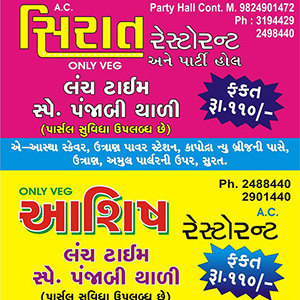 A.C.
Party Hall Cont. M. 9824901472
Ph : 3194429
2498440
સિરાત રેસ્ટોરન્ટ
ONLY VEG
અને પાર્ટી હોલ
લંચ ટાઈમ
સ્પે. પંજાબી થાળી
(પાર્સલ સુવિધા ઉપલબ્ધ છે)
ફક્ત
રૂા.૧૧૦/-
એ-આસ્થા સ્ક્વેર, ઉત્રાણ પાવર સ્ટેશન, કાપોદ્રા ન્યુ બ્રીજની પાસે,
ઉત્રાણ, અમુલ પાર્લરની ઉપર, સુરત.
ONLY VEG
Ph. 2488440
2901440
A.C.
આશિષ રેસ્ટોરન્ટ
લંચ ટાઈમ
સ્પે. પંજાબી થાળી
(પાર્સલ સુવિધા ઉપલબ્ધ છે)
ફક્ત
રૂા.૧૧૦/-